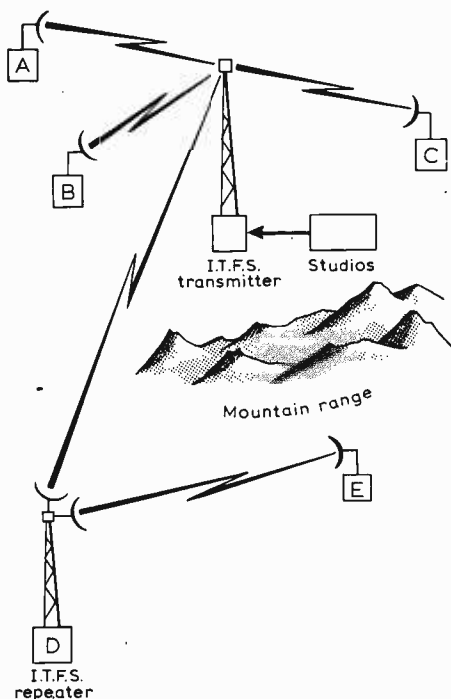 A
B
C
I.T.F.S.
transmitter
Studios
Mountain range
E
D
I.T.F.S.
repeater